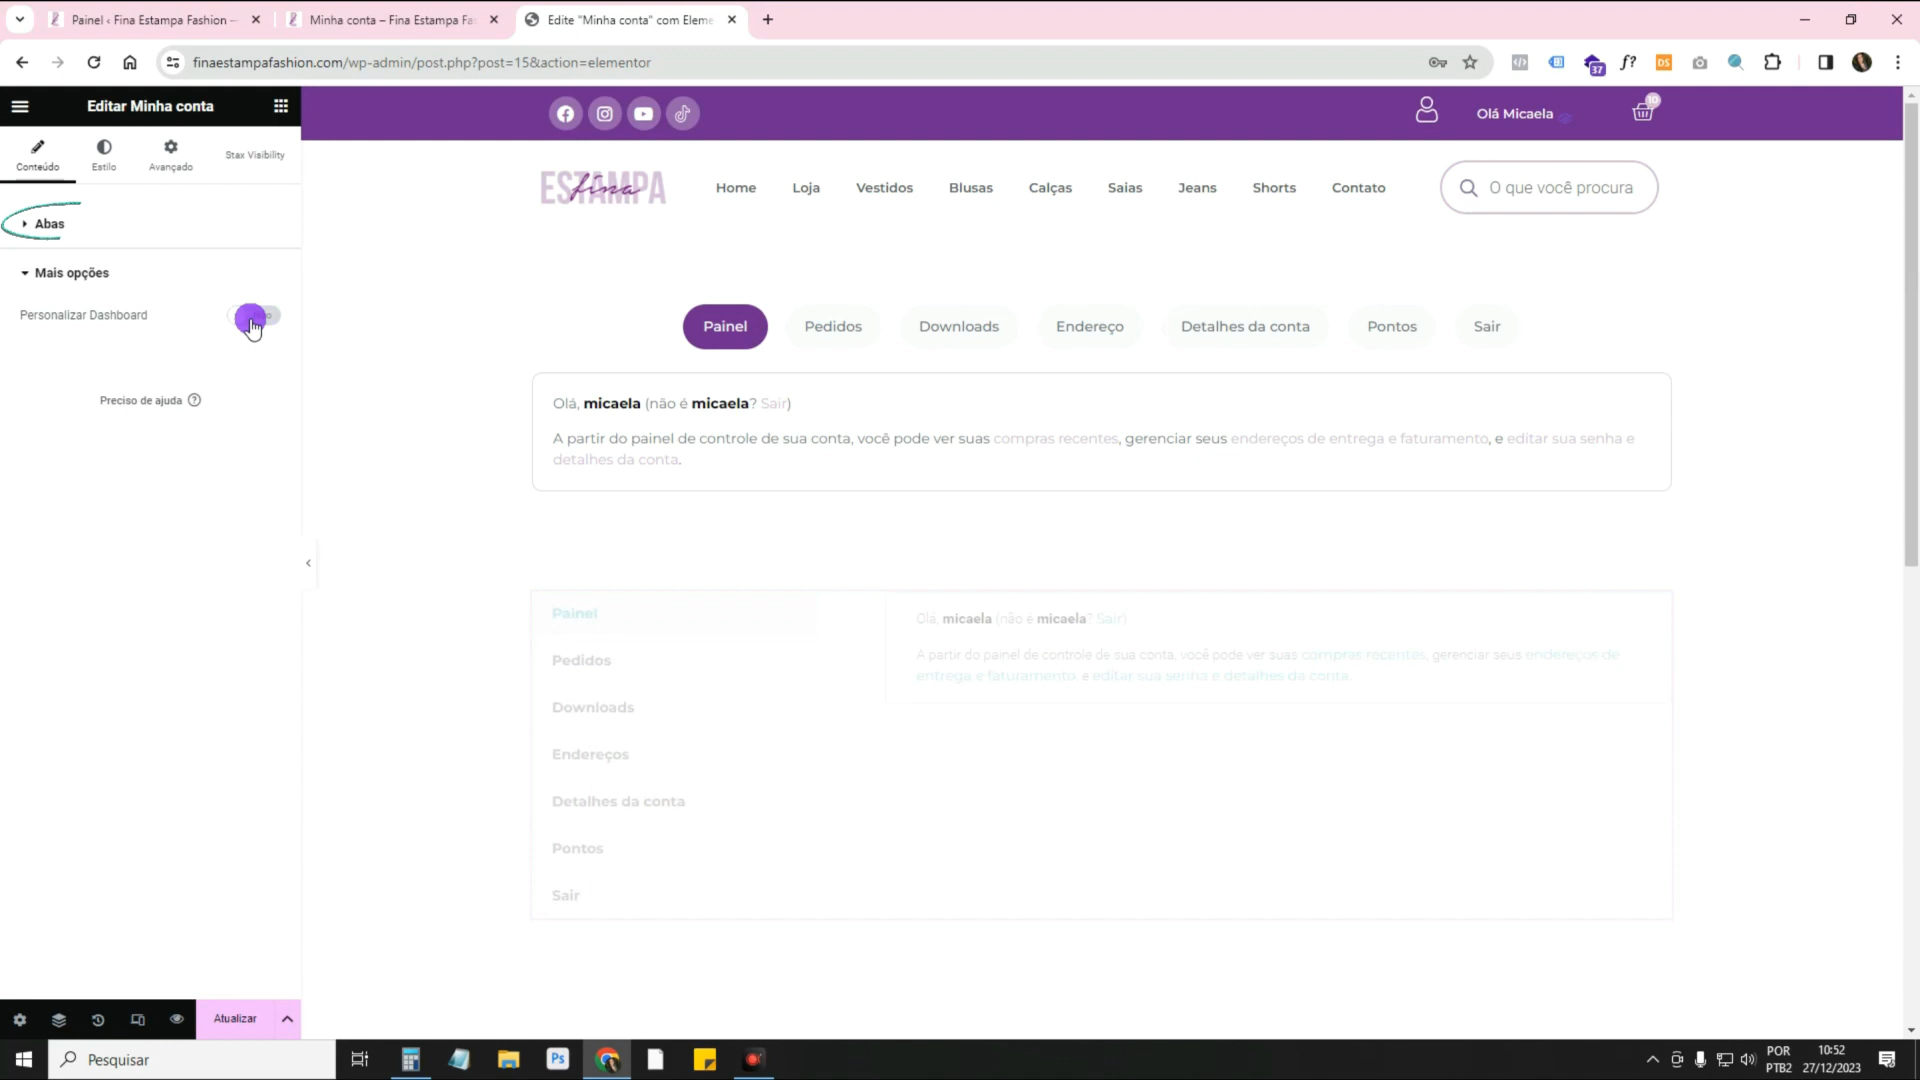 Painel ‹ Fina Estampa Fashion —
Minha conta – Fina Estampa Fa
Edite "Minha conta" com Eleme
finaestampafashion.com/wp-admin/post.php?post=15&action=elementor
37
f?
DS
Editar Minha conta
Conteúdo
Estilo
Avançado
Stax Visibility
Abas
Mais opções
Personalizar Dashboard
Preciso de ajuda
Atualizar
Olá Micaela
10
ESTAMPA
fina
Home
Loja
Vestidos
Blusas
Calças
Saias
Jeans
Shorts
Contato
O que você procura
Painel
Pedidos
Downloads
Endereço
Detalhes da conta
Pontos
Sair
Olá, micaela (não é micaela? Sair)
A partir do painel de controle de sua conta, você pode ver suas compras recentes, gerenciar seus endereços de entrega e faturamento, e editar sua senha e
detalhes da conta.
Painel
Pedidos
Downloads
Endereços
Detalhes da conta
Pontos
Sair
Olá, micaela (não é micaela? Sair)
A partir do painel de controle de sua conta, você pode ver suas compras recentes, gerenciar seus endereços de
entrega e faturamento, e editar sua senha e detalhes da conta.
Pesquisar
Ps
POR
PTB2
10:52
27/12/2023